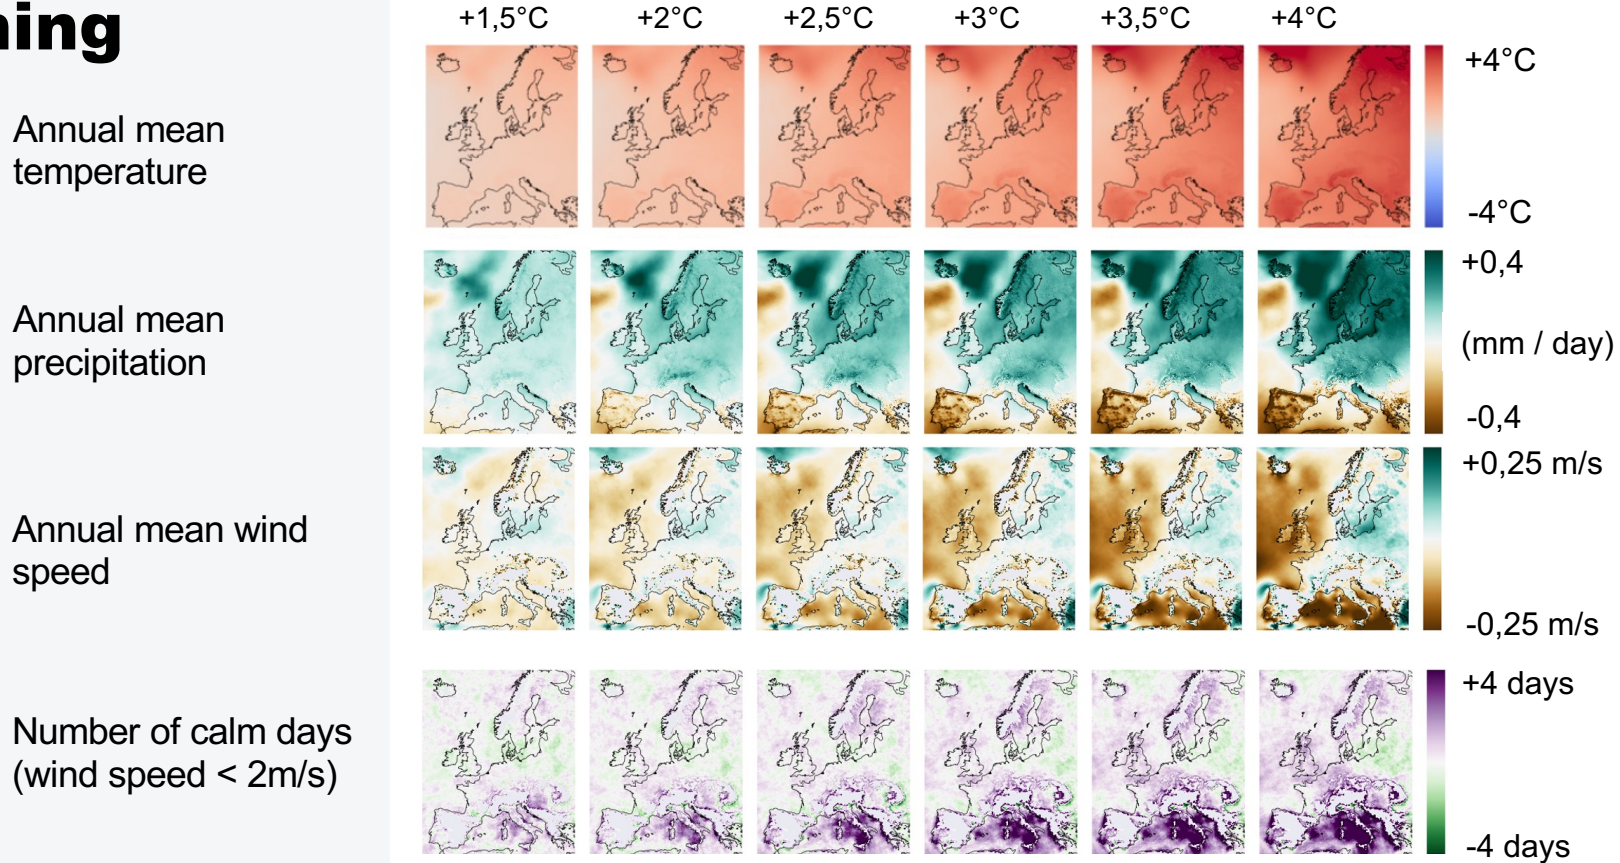 ning
+1,5°C
+2°C
+2,5°C
+3°C
+3,5°C
+4°C
Annual mean
temperature
+4°C
-4°C
Annual mean
precipitation
+0,4
(mm / day)
-0,4
Annual mean wind
speed
+0,25 m/s
-0,25 m/s
Number of calm days
(wind speed < 2m/s)
+4 days
-4 days